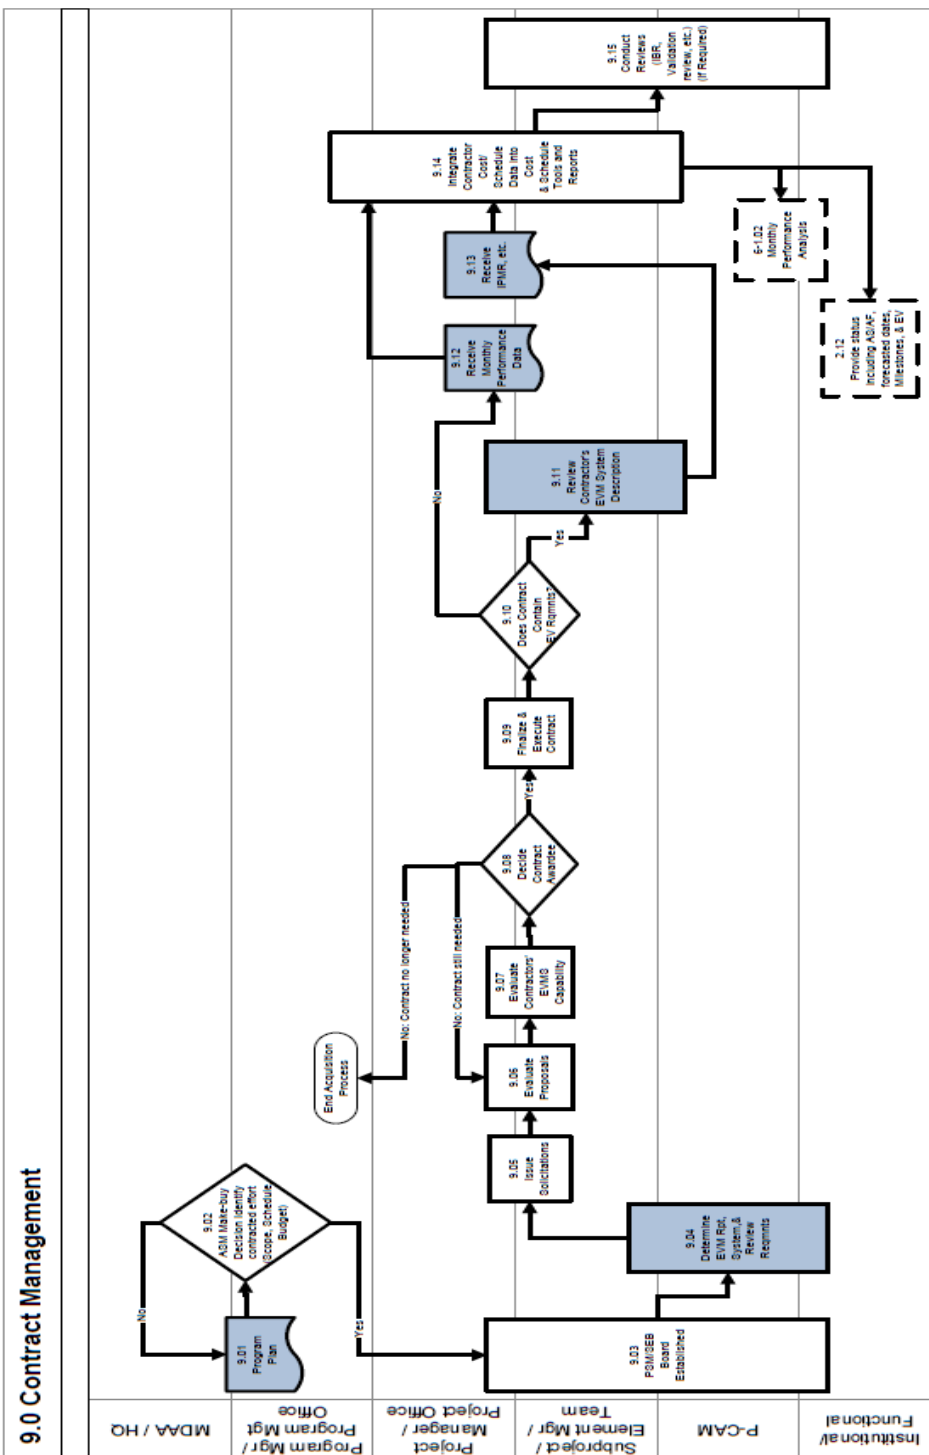 9.0 Contract Management
MDAA / HQ
Program Mgr/
Program Mgt
Office
Project
Manager /
Project Office
Subproject/
Element Mgr /
Team
P-CAM
Institutional/
Functional
9.01
Program
Plan
9.02
ASM Make-buy
Decision Identify
contracted effort
(Scope, Schedule,
Budget)
No
Yes
9.03
PSM/SEB
Board
Established
9.04
Determine
EVM Rpt,
System,&
Review
Reqmnts
9.05
Issue
Solicitations
9.06
Evaluate
Proposals
9.07
Evaluate
Contractors'
EVMS
Capability
9.08
Decide
Contract
Awardee
End Acquisition
Process
No: Contract no longer needed
No: Contract still needed
Yes
9.09
Finalize &
Execute
Contract
9.10
Does Contract
Contain
EV Rqmnts?
No
Yes
9.11
Review
Contractor's
EVM System
Description
9.12
Receive
Monthly
Performance
Data
9.13
Receive
IPMR, etc.
9.14
Integrate
Contractor
Cost/
Schedule
Data Into
Cost
& Schedule
Tools and
Reports
9.15
Conduct
Reviews
(IBR,
Validation
review, etc.)
(If Required)
6-1.02
Monthly
Performance
Analysis
2.12
Provide status
Including AS/AF,
forecasted dates,
Milestones, & EV